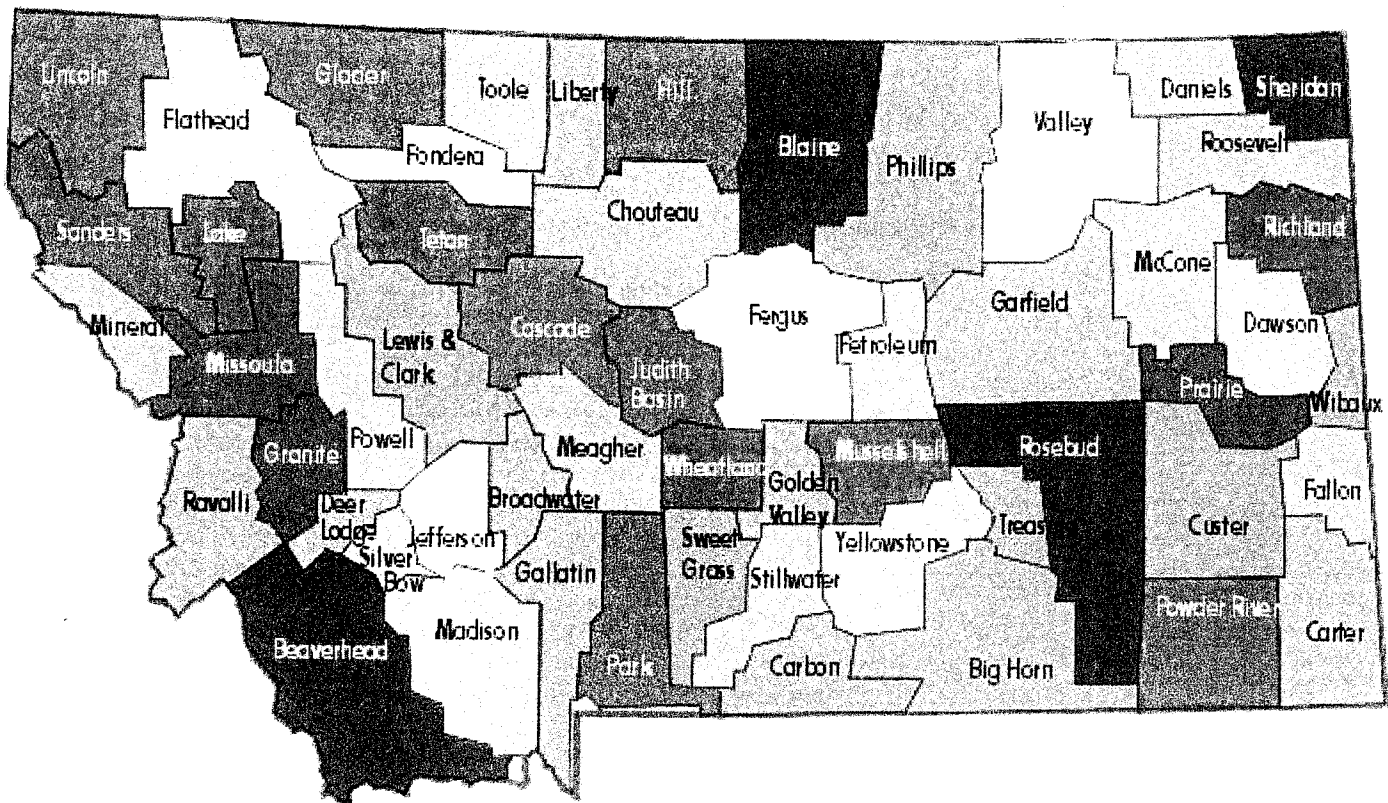 Lincoln
Glacier
Toole
Liberty
Hill
Blaine
Phillips
Valley
Daniels
Sheridan
Roosevelt
Flathead
Pondera
Chouteau
Richland
Sanders
Lake
Teton
McCone
Garfield
Dawson
Mineral
Missoula
Lewis &
Clark
Cascade
Judith
Basin
Fergus
Petroleum
Prairie
Wibaux
Powell
Granite
Meagher
Wheatland
Golden
Valley
Musselshell
Rosebud
Fallon
Ravalli
Deer
Lodge
Broadwater
Jefferson
Silver
Bow
Gallatin
Sweet
Grass
Stillwater
Yellowstone
Custer
Madison
Beaverhead
Park
Carbon
Big Horn
Powder River
Carter